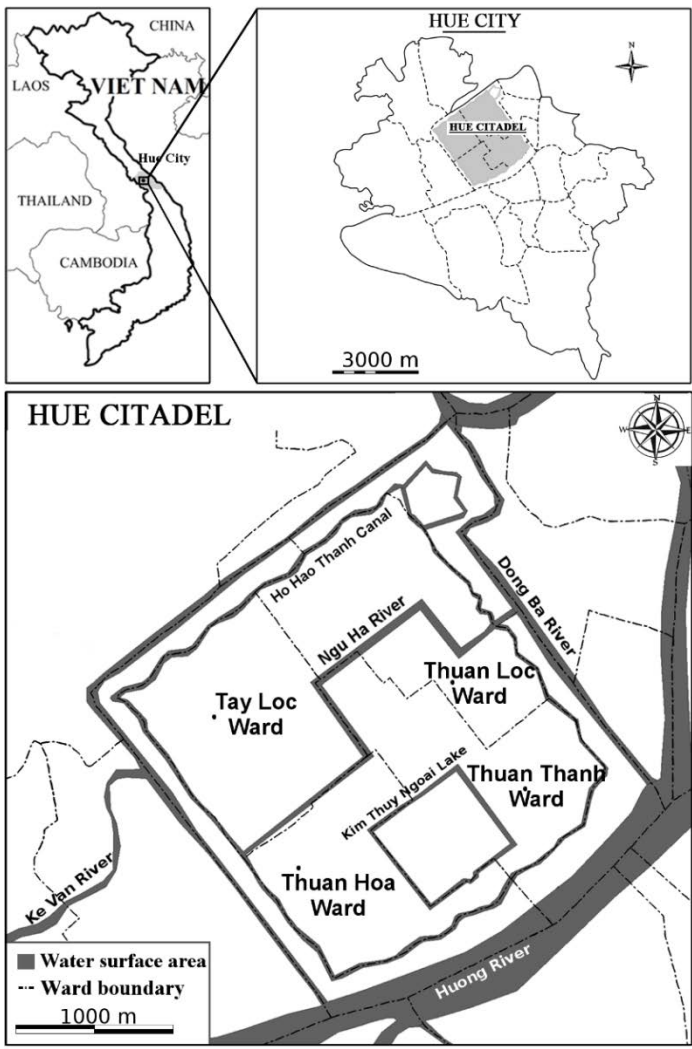 CHINA
LAOS
VIET NAM
Hue City
THAILAND
CAMBODIA
HUE CITY
N
HUE CITADEL
3000 m
HUE CITADEL
N
W
E
S
Ho Hao Thanh Canal
Ngu Ha River
Dong Ba River
Thuan Loc
Ward
Tay Loc
Ward
Thuan Thanh
Ward
Kim Thuy Ngoai Lake
Thuan Hoa
Ward
Ke Van River
Huong River
Water surface area
Ward boundary
1000 m